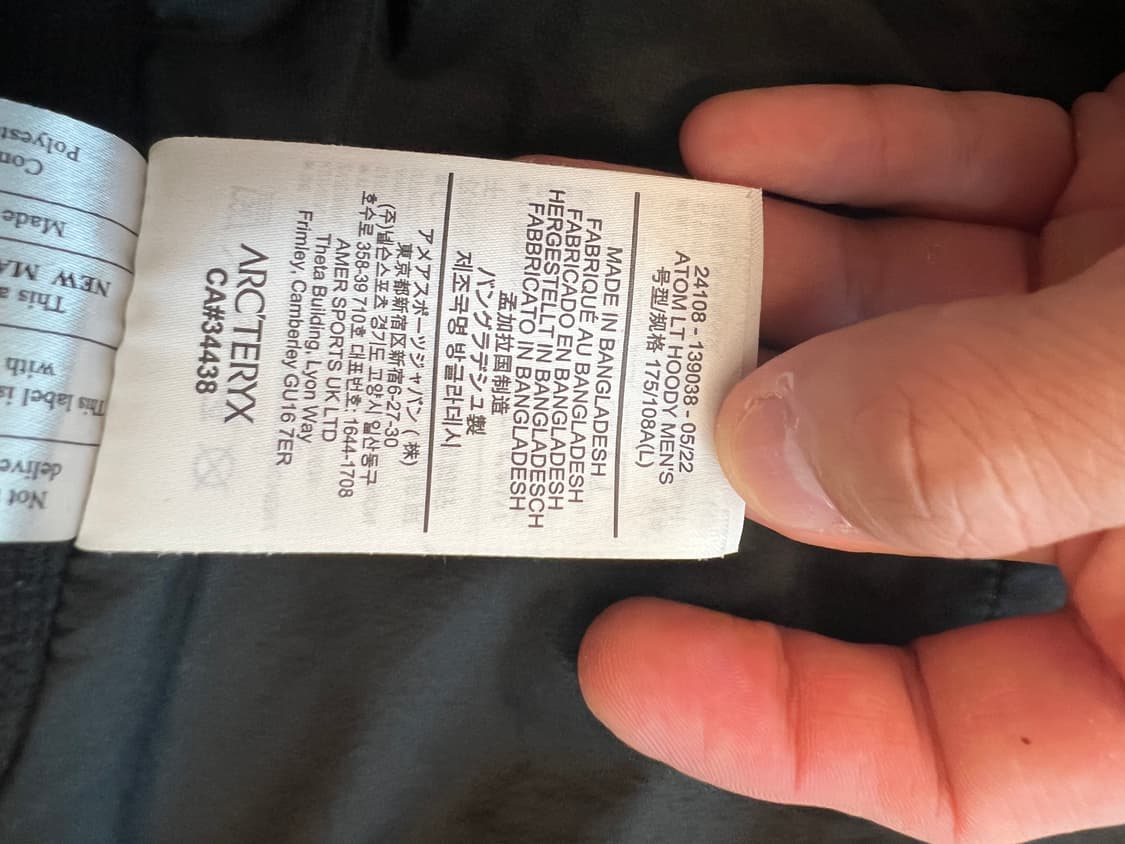 24108 - 139038 - 05/22
ATOM LT HOODY MEN'S
号型/规格 175/108A(L)
MADE IN BANGLADESH
FABRIQUÉ AU BANGLADESH
FABRICADO EN BANGLADESH
HERGESTELLT IN BANGLADESCH
FABBRICATO IN BANGLADESH
孟加拉国制造
バングラデシュ製
제조국명 방글라데시
アメアスポーツジャパン(株)
東京都新宿区新宿6-27-30
(주)넬슨스포츠 경기도 고양시 일산동구
호수로 358-39 710호 대표번호: 1644-1708
AMER SPORTS UK LTD
Theta Building, Lyon Way
Frimley, Camberley GU16 7ER
ARC'TERYX
CA#34438
Not
delive
This label is
with
This a
NEW MA
Made
Con
Polyest